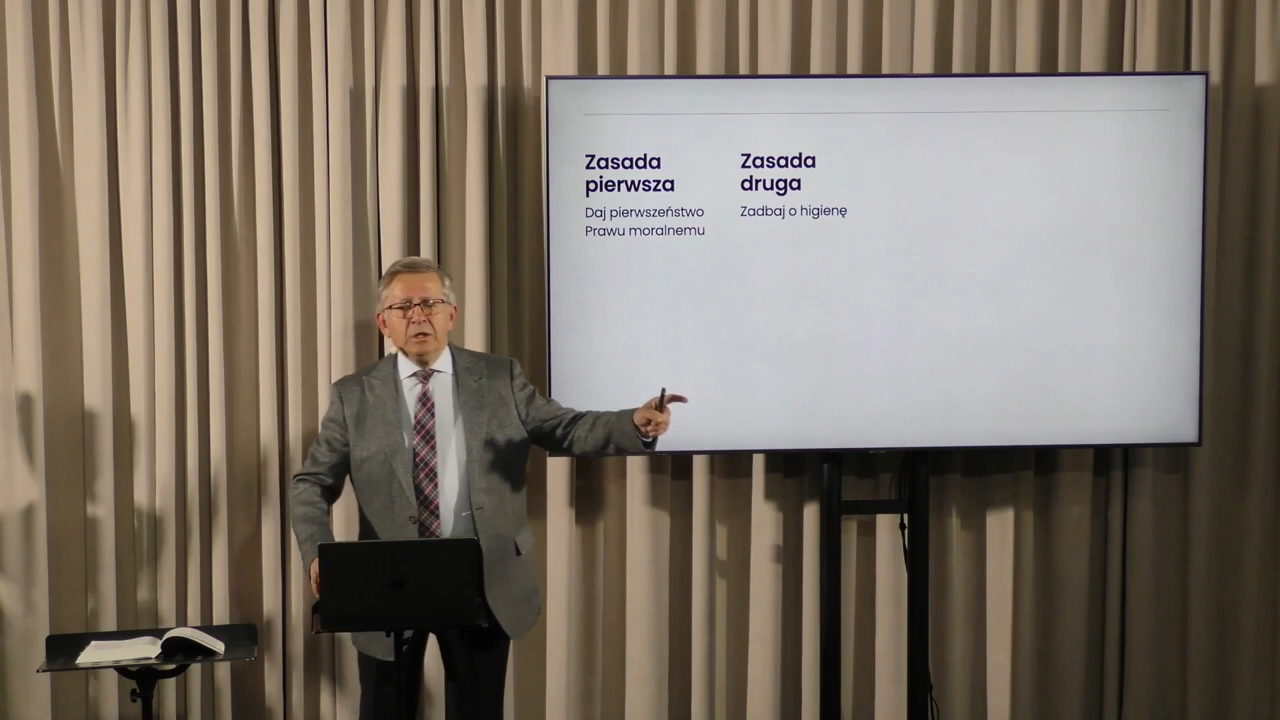 Zasada
pierwsza
Daj pierwszeństwo
Prawu moralnemu
Zasada
druga
Zadbaj o higienę